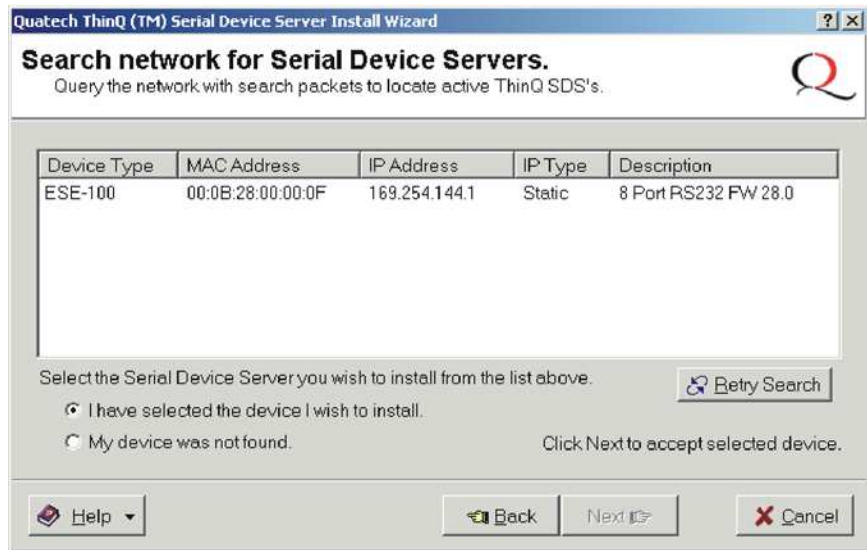 Quatech ThinQ (TM) Serial Device Server Install Wizard
Search network for Serial Device Servers.
Query the network with search packets to locate active ThinQ SDS's.
Device Type MAC Address IP Address IP Type Description
ESE-100 00:0B:28:00:00:0F 169.254.144.1 Static 8 Port RS232 FW 28.0
Select the Serial Device Server you wish to install from the list above.
Retry Search
I have selected the device I wish to install.
My device was not found.
Click Next to accept selected device.
Help Back Next Cancel